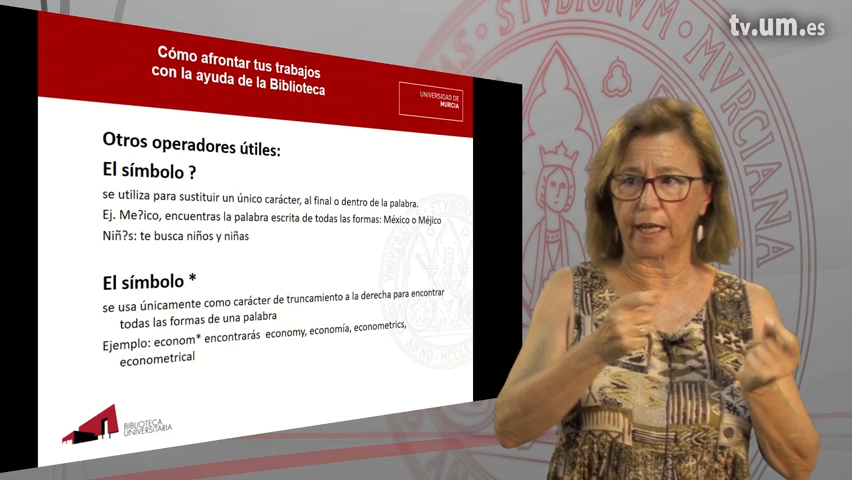 tv.um.es
Cómo afrontar tus trabajos
con la ayuda de la Biblioteca
UNIVERSIDAD DE
MURCIA
Otros operadores útiles:
El símbolo ?
se utiliza para sustituir un único carácter, al final o dentro de la palabra.
Ej. Me?ico, encuentras la palabra escrita de todas las formas: México o Méjico
Niñ?s: te busca niños y niñas
El símbolo *
se usa únicamente como carácter de truncamiento a la derecha para encontrar
todas las formas de una palabra
Ejemplo: econom* encontrarás economy, economía, econometrics,
econometrical
BIBLIOTECA
UNIVERSITARIA
MVRCIANA